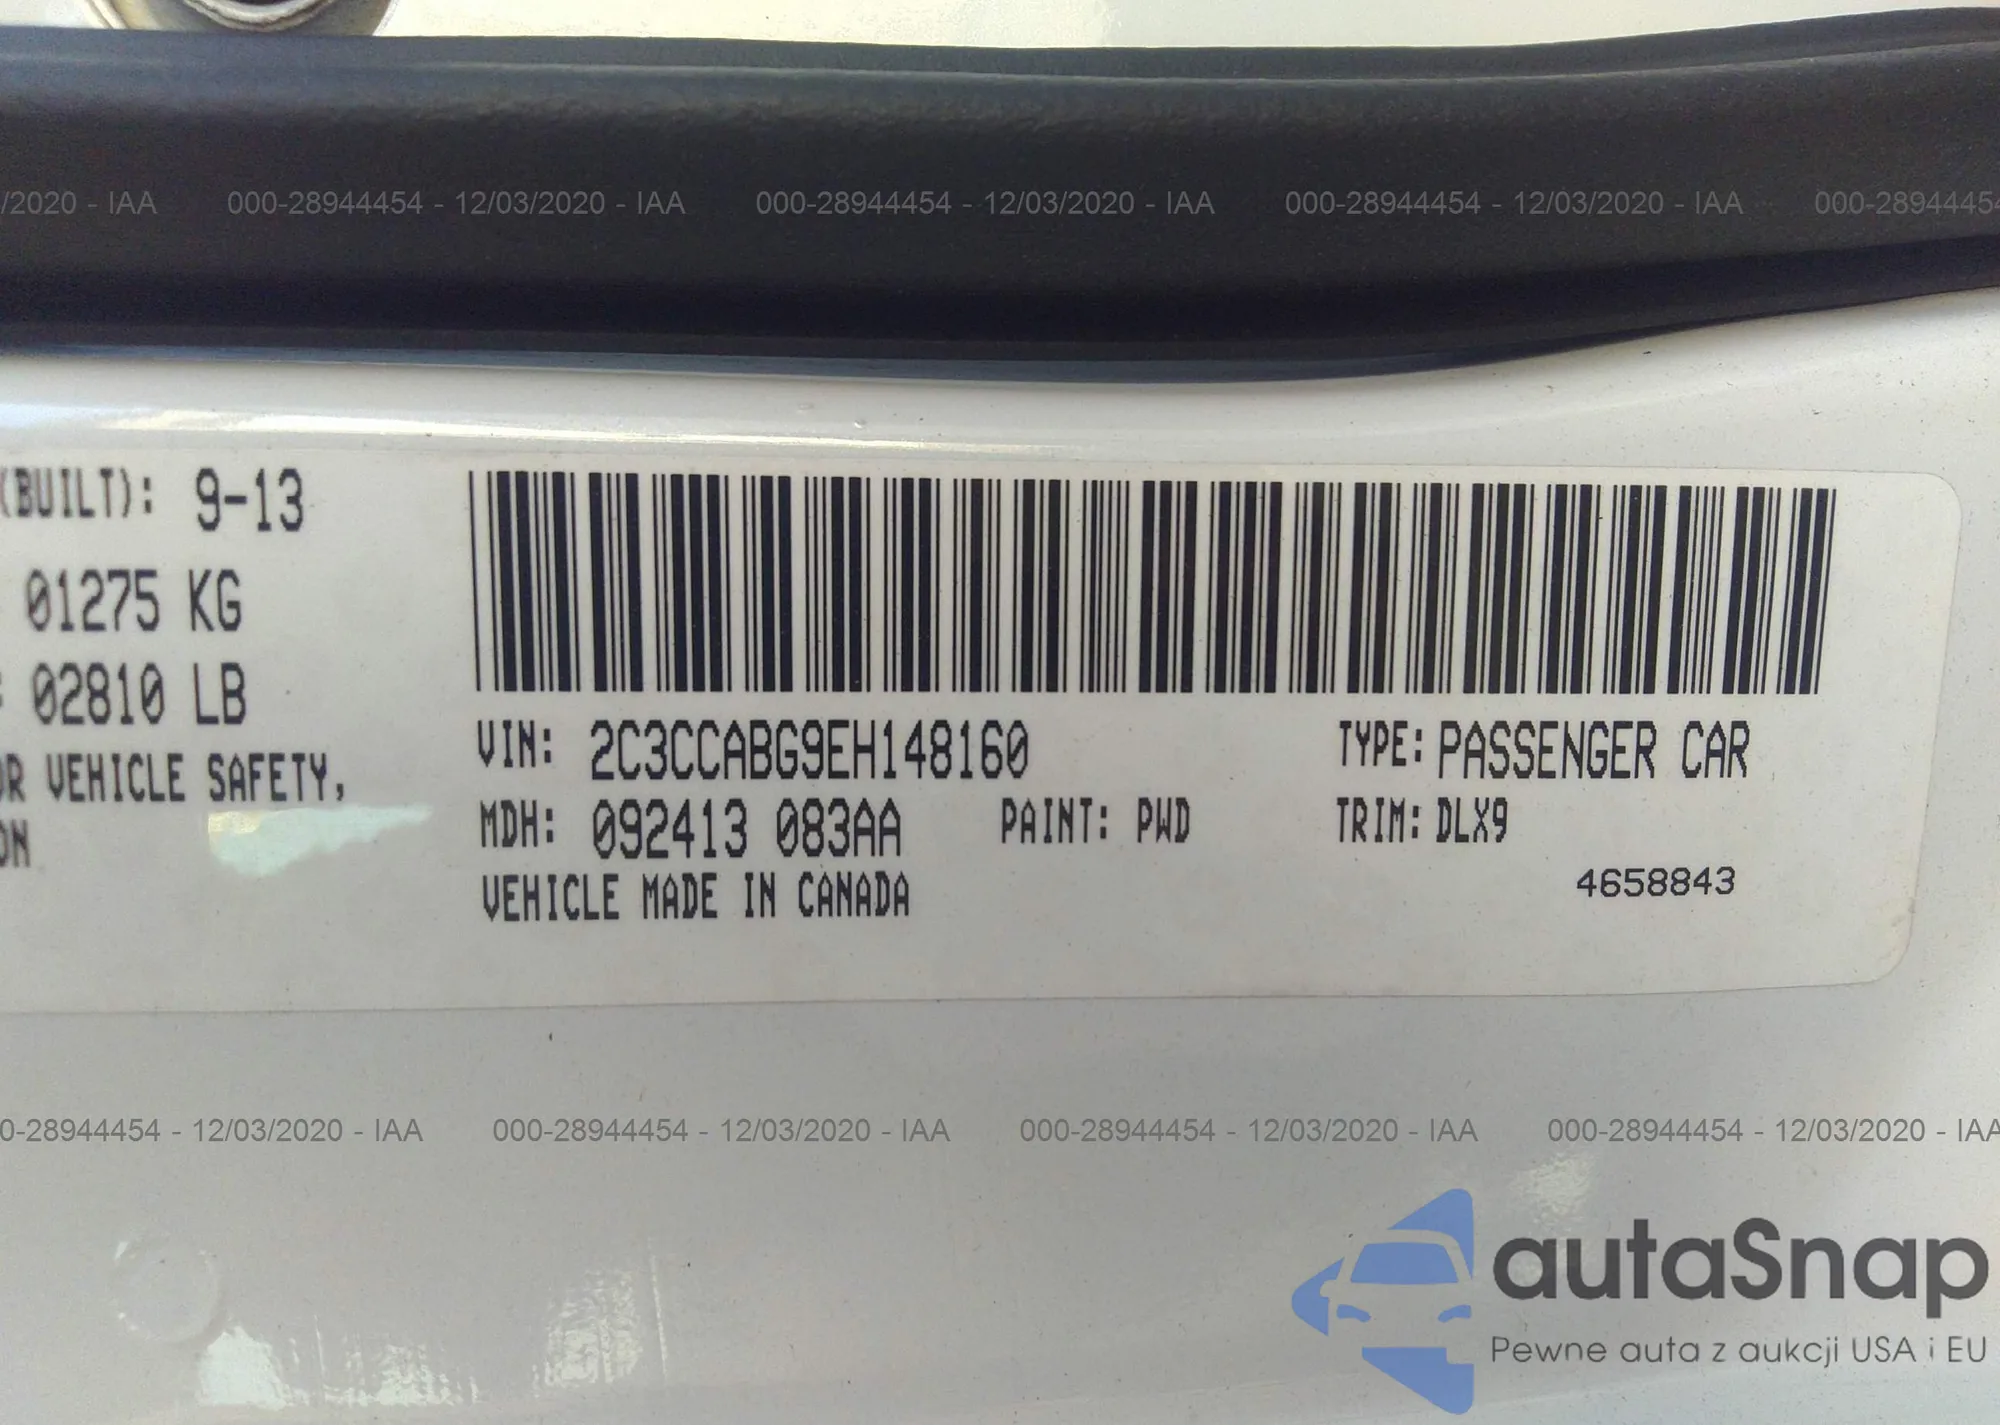 /2020 - IAA 000-28944454 - 12/03/2020 - IAA 000-28944454 - 12/03/2020 - IAA 000-28944454 - 12/03/2020 - IAA 000-2894445
(BUILT): 9-13
01275 KG
: 02810 LB
OR VEHICLE SAFETY,
ON
VIN: 2C3CCABG9EH148160 TYPE: PASSENGER CAR
MDH: 092413 083AA PAINT: PWD TRIM: DLX9
VEHICLE MADE IN CANADA
4658843
0-28944454 - 12/03/2020 - IAA 000-28944454 - 12/03/2020 - IAA 000-28944454 - 12/03/2020 - IAA 000-28944454 - 12/03/2020 - IAA
autaSnap
Pewne auta z aukcji USA i EU